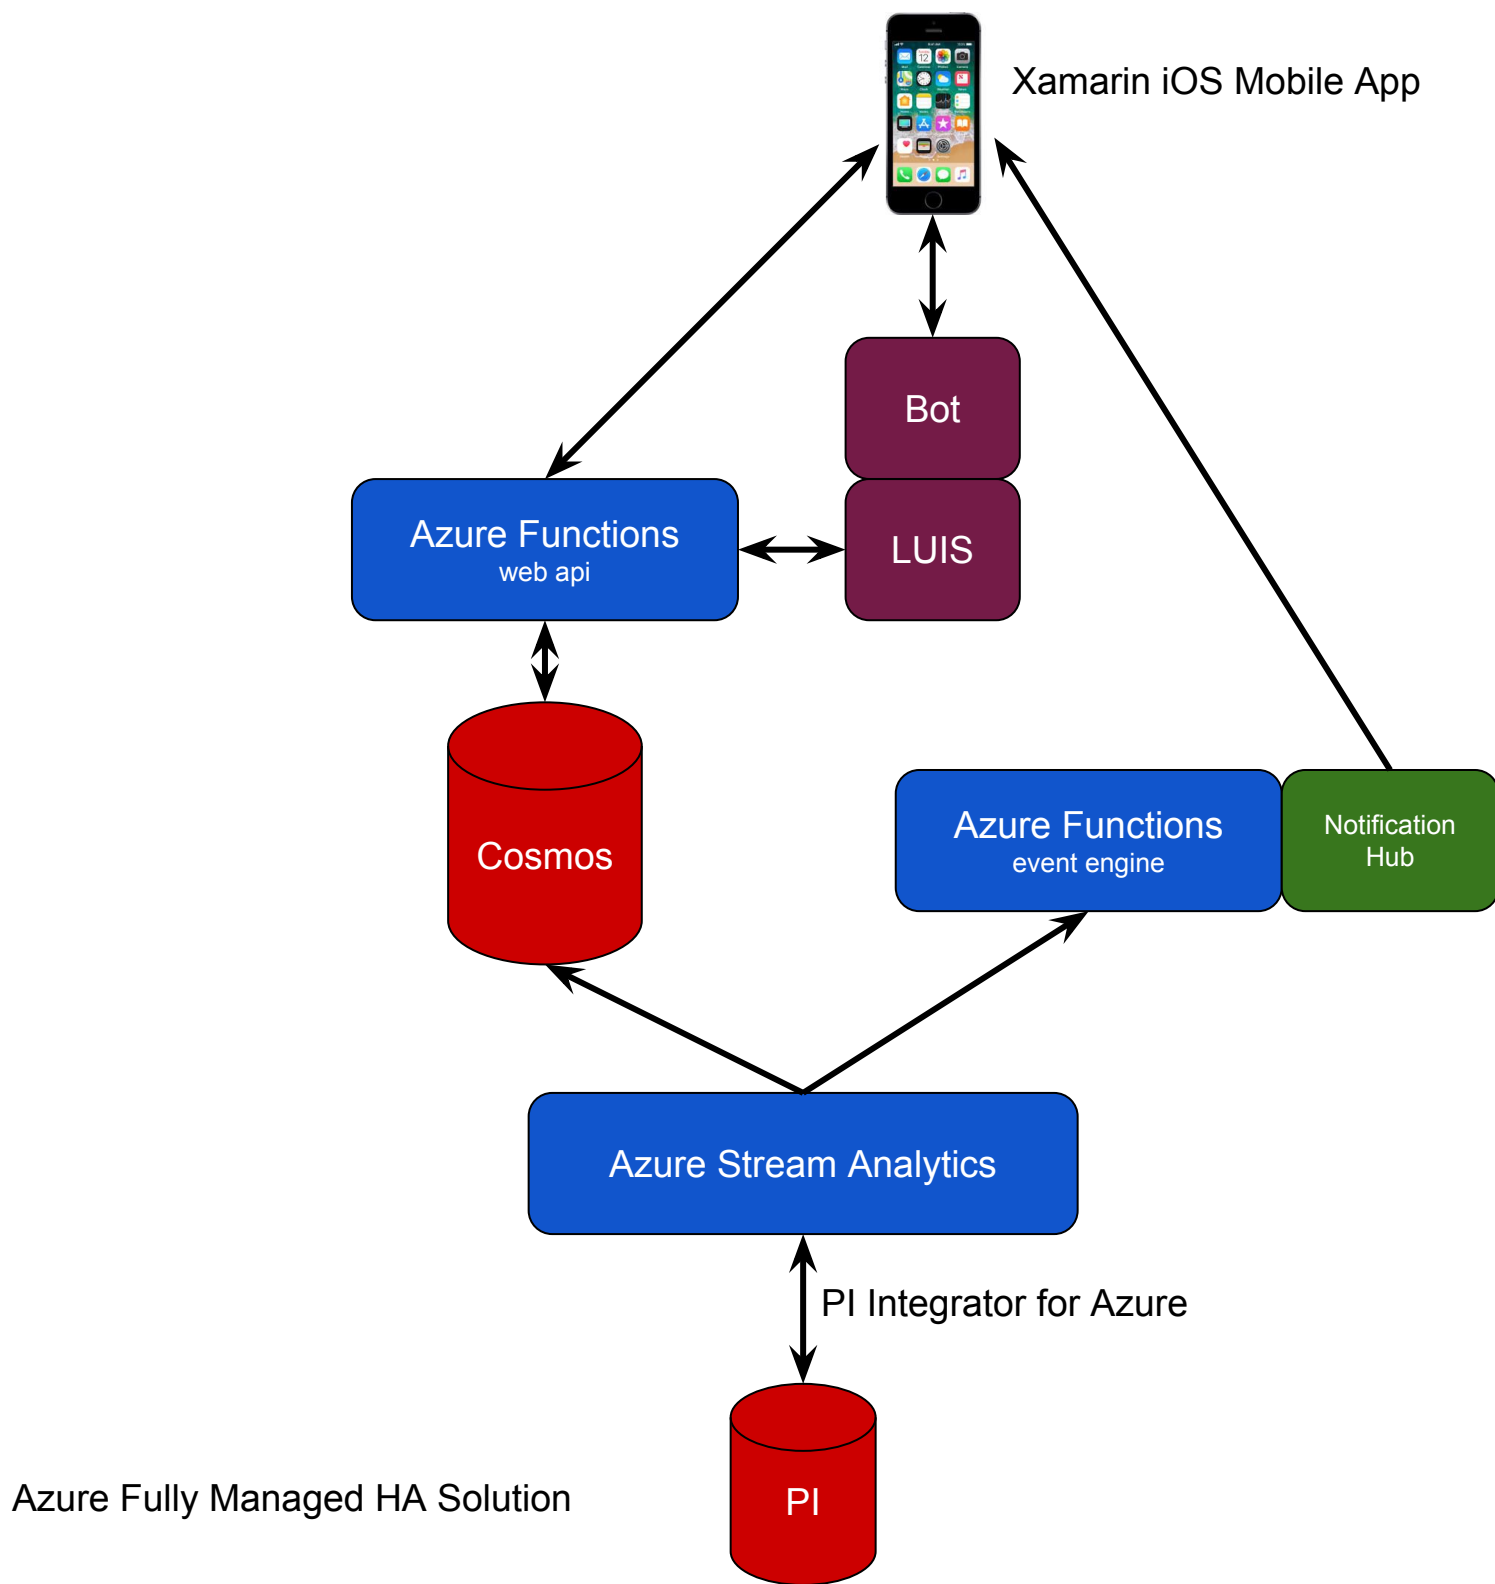 Xamarin iOS Mobile App
Bot
Azure Functions
web api
LUIS
Cosmos
Azure Functions
event engine
Notification
Hub
Azure Stream Analytics
PI Integrator for Azure
Azure Fully Managed HA Solution
PI